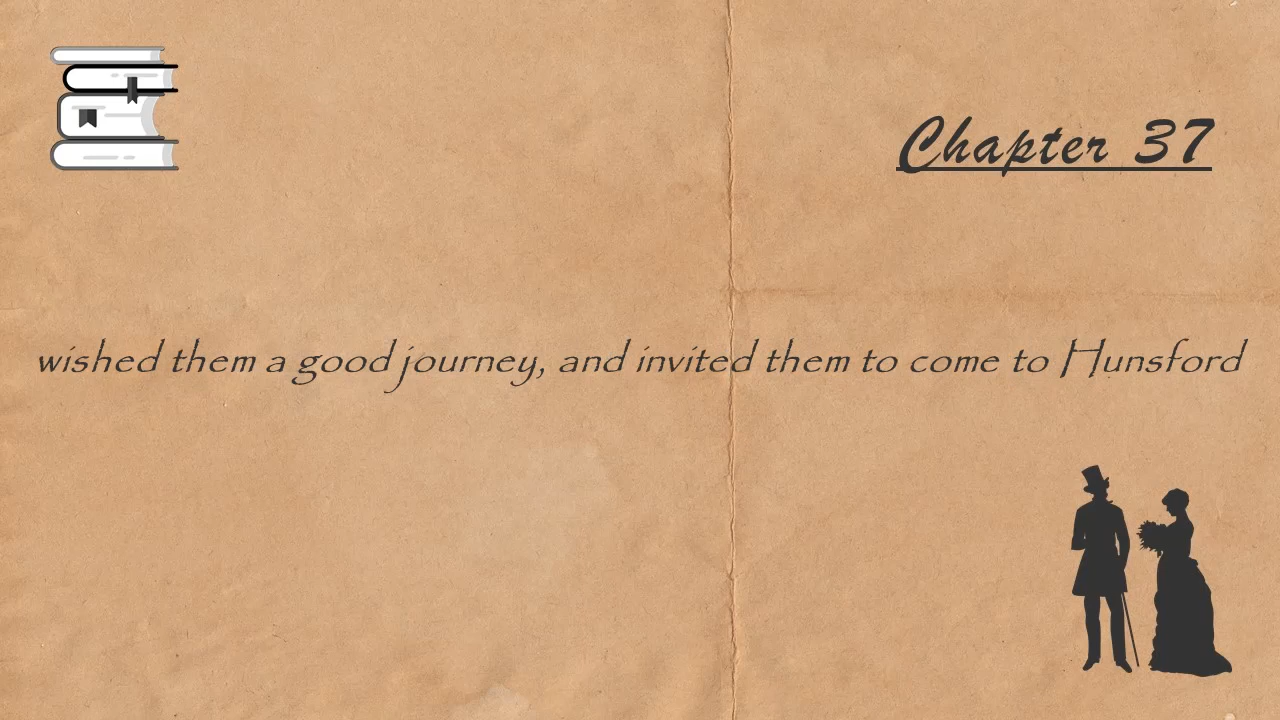 Chapter 37
wished them a good journey, and invited them to come to Hunsford